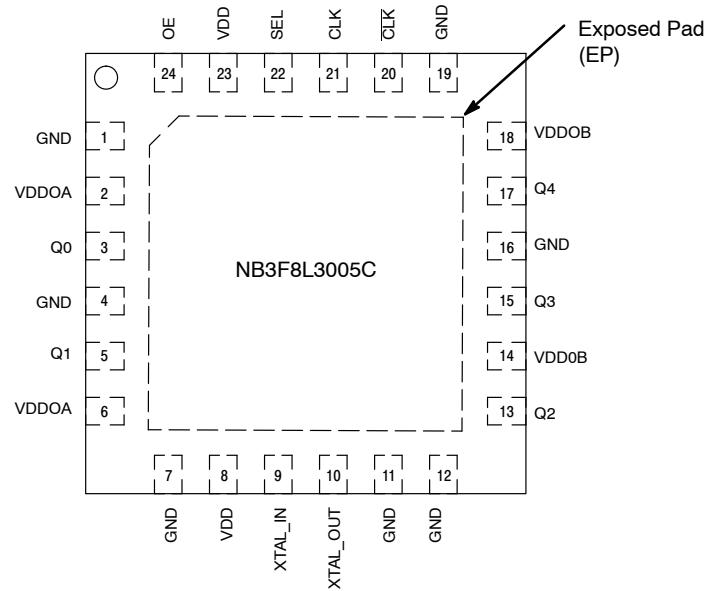 OE
VDD
SEL
CLK
CLK
GND
Exposed Pad
(EP)
24
23
22
21
20
19
GND
1
18
VDDOB
VDDOA
2
17
Q4
Q0
3
16
GND
NB3F8L3005C
GND
4
15
Q3
Q1
5
14
VDD0B
VDDOA
6
13
Q2
7
8
9
10
11
12
GND
VDD
XTAL_IN
XTAL_OUT
GND
GND